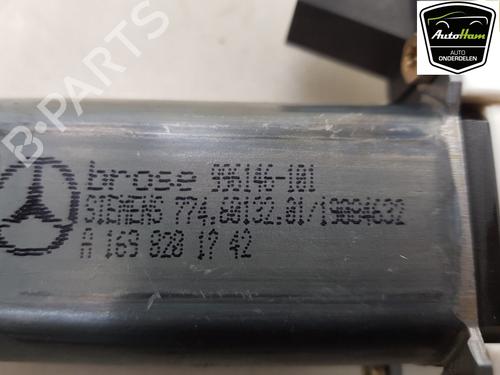 AutoHam
AUTO
ONDERDELEN
B-PARTS
brose 996146-101
SIEMENS 774.60132.01/19084632
A 169 820 17 42